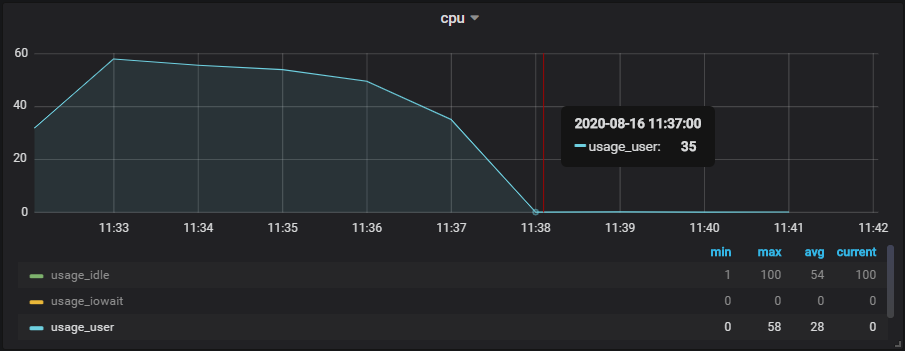 cpu
60
40
20
0
2020-08-16 11:37:00
usage_user: 35
11:33 11:34 11:35 11:36 11:37 11:38 11:39 11:40 11:41 11:42
min max avg current
usage_idle 1 100 54 100
usage_iowait 0 0 0 0
usage_user 0 58 28 0